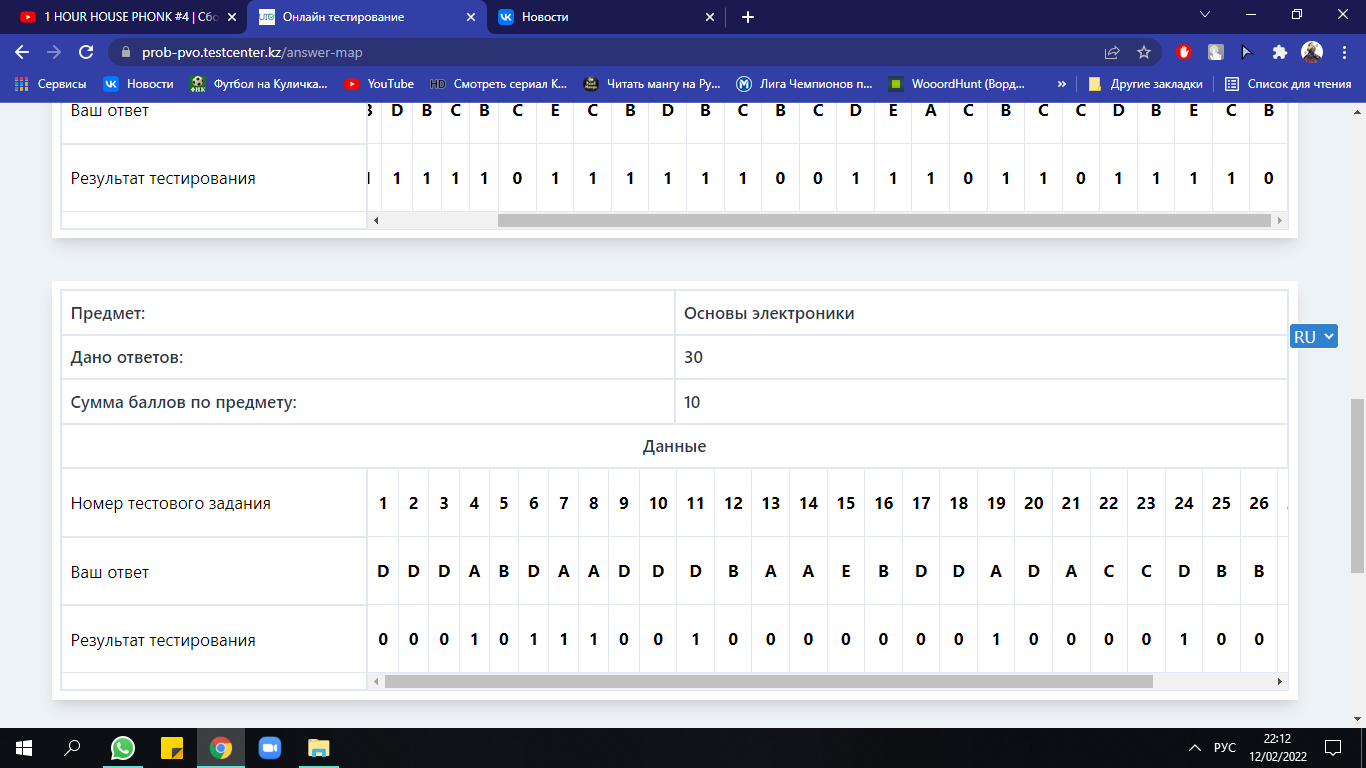 1 HOUR HOUSE PHONK #4 | Сбо
Онлайн тестирование
Новости
prob-pvo.testcenter.kz/answer-map
Сервисы Новости Футбол на Куличка... YouTube HD Смотреть сериал К... Читать мангу на Ру... Лига Чемпионов п... WooordHunt (Ворд... » Другие закладки Список для чтения
Ваш ответ B D B C B C E C B D B C B C D E A C B C C D B E C B
Результат тестирования 1 1 1 1 1 0 1 1 1 1 1 1 0 0 1 1 1 0 1 1 0 1 1 1 1 0
Предмет: Основы электроники
RU
Дано ответов: 30
Сумма баллов по предмету: 10
Данные
Номер тестового задания 1 2 3 4 5 6 7 8 9 10 11 12 13 14 15 16 17 18 19 20 21 22 23 24 25 26
Ваш ответ D D D A B D A A D D D B A A E B D D A D A C C D B B
Результат тестирования 0 0 0 1 0 1 1 1 0 0 1 0 0 0 0 0 0 0 1 0 0 0 0 1 0 0
РУС
22:12
12/02/2022